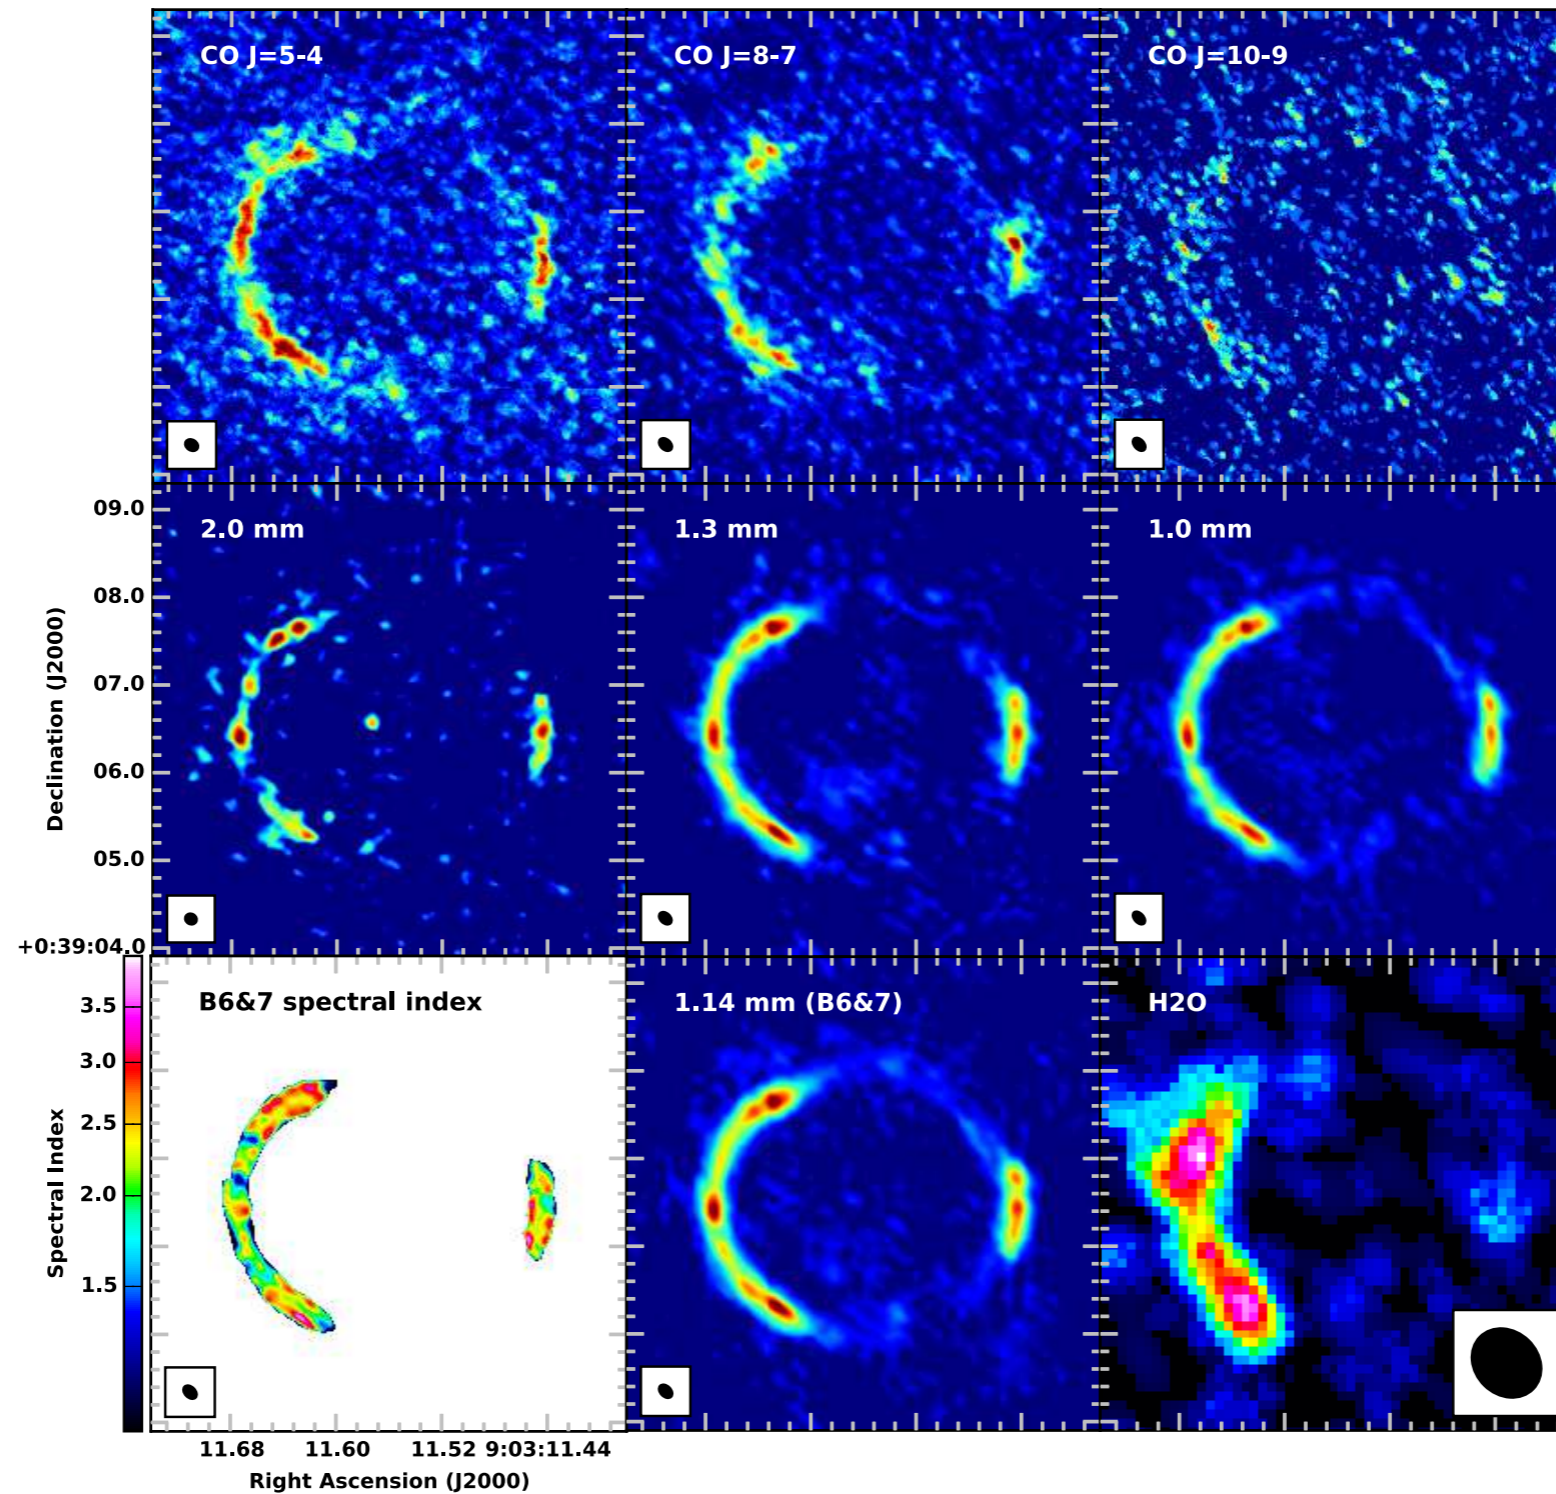 CO J=5-4
CO J=8-7
CO J=10-9
2.0 mm
1.3 mm
1.0 mm
09.0
08.0
07.0
06.0
05.0
+0:39:04.0
Declination (J2000)
B6&7 spectral index
1.14 mm (B6&7)
H2O
3.5
3.0
2.5
2.0
1.5
Spectral Index
11.68 11.60 11.52 9:03:11.44
Right Ascension (J2000)